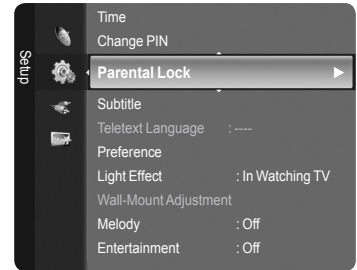 Setup
Time
Change PIN
Parental Lock
Subtitle
Teletext Language : ----
Preference
Light Effect : In Watching TV
Wall-Mount Adjustment
Melody : Off
Entertainment : Off